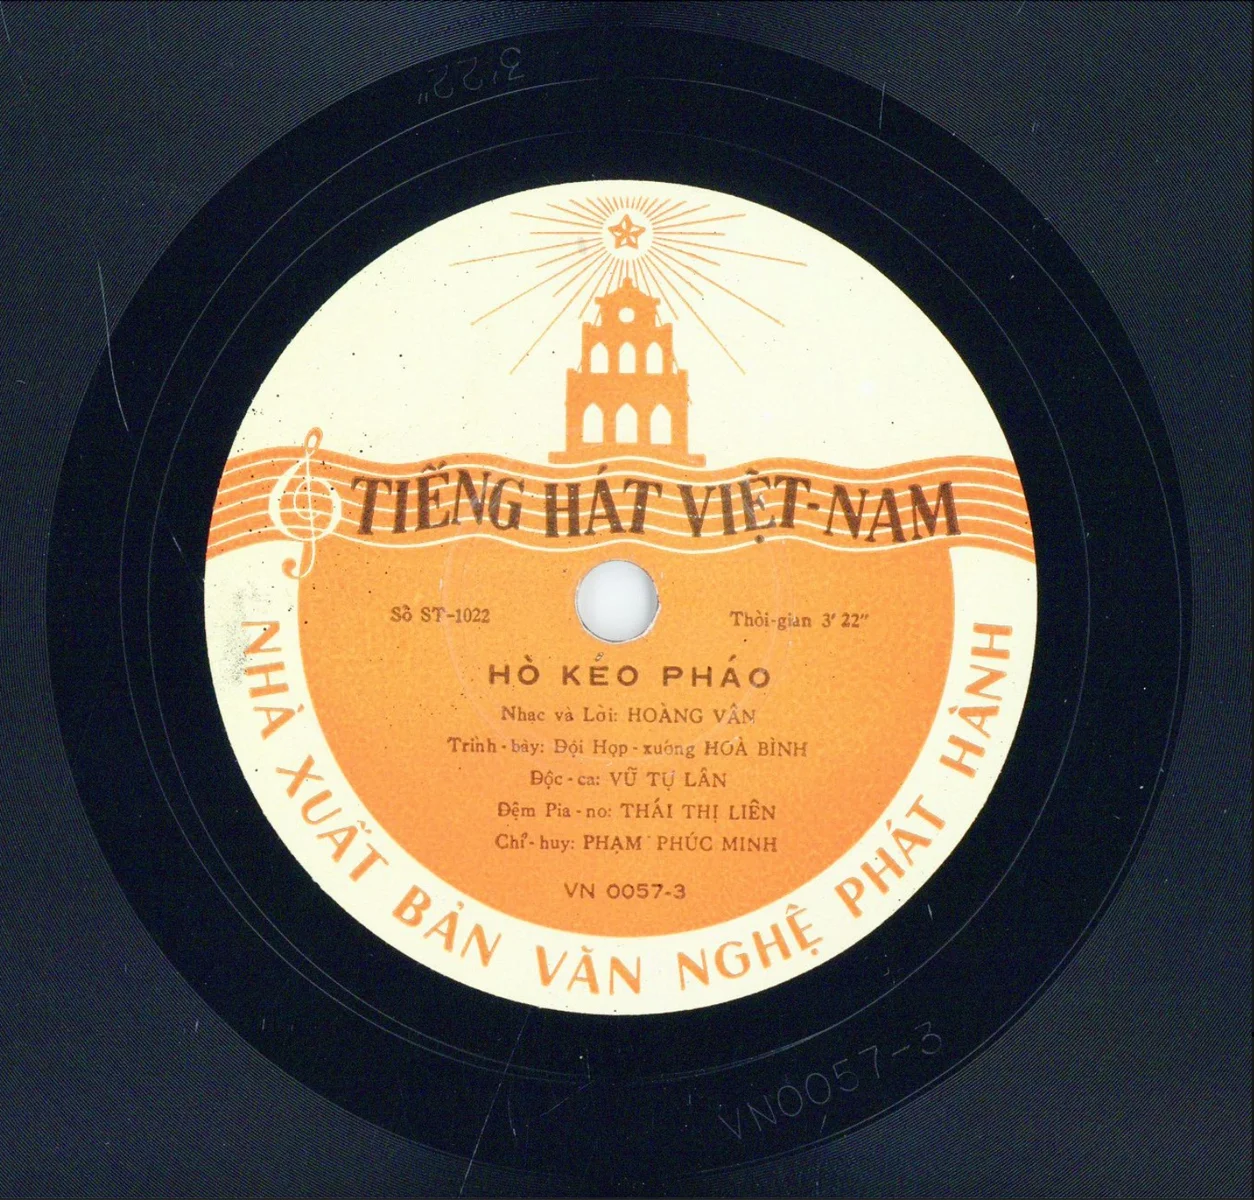 3'22"
TIẾNG HÁT VIỆT-NAM
Số ST-1022
Thời-gian 3' 22"
HÒ KÉO PHÁO
Nhạc và Lời: HOÀNG VÂN
Trình-bày: Đội Hợp-xướng HOÀ BÌNH
Độc-ca: VŨ TỰ LÂN
Đệm Pia-no: THÁI THỊ LIÊN
Chỉ-huy: PHẠM PHÚC MINH
VN 0057-3
NHÀ XUẤT BẢN VĂN NGHỆ PHÁT HÀNH
VN0057-3